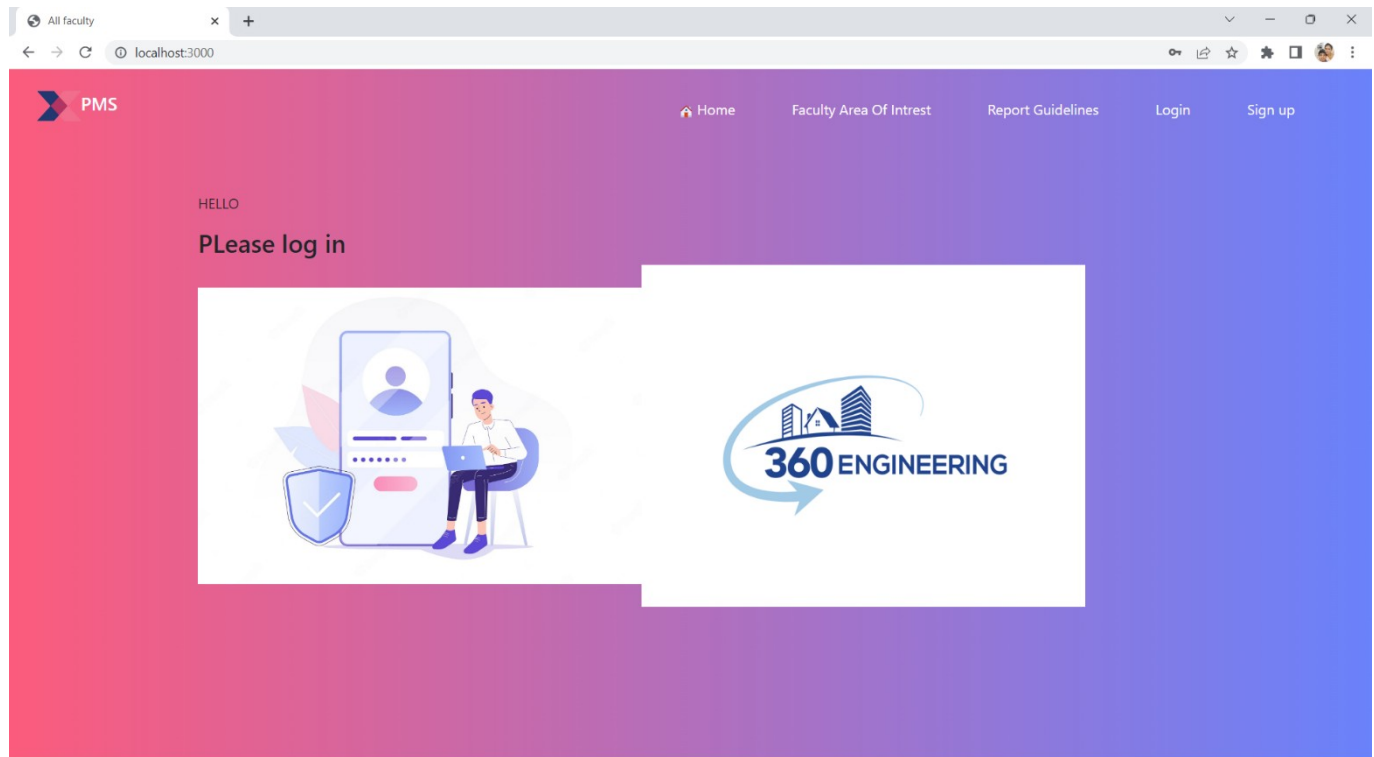 All faculty
localhost:3000
PMS
Home Faculty Area Of Intrest Report Guidelines Login Sign up
HELLO
PLease log in
360 ENGINEERING